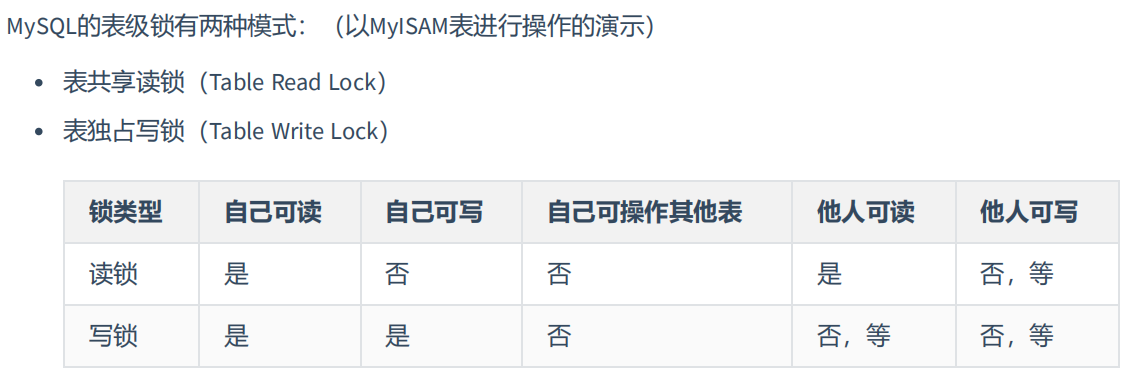 MySQL的表级锁有两种模式：（以MyISAM表进行操作的演示）
表共享读锁（Table Read Lock）
表独占写锁（Table Write Lock）
锁类型 自己可读 自己可写 自己可操作其他表 他人可读 他人可写
读锁 是 否 否 是 否，等
写锁 是 是 否 否，等 否，等